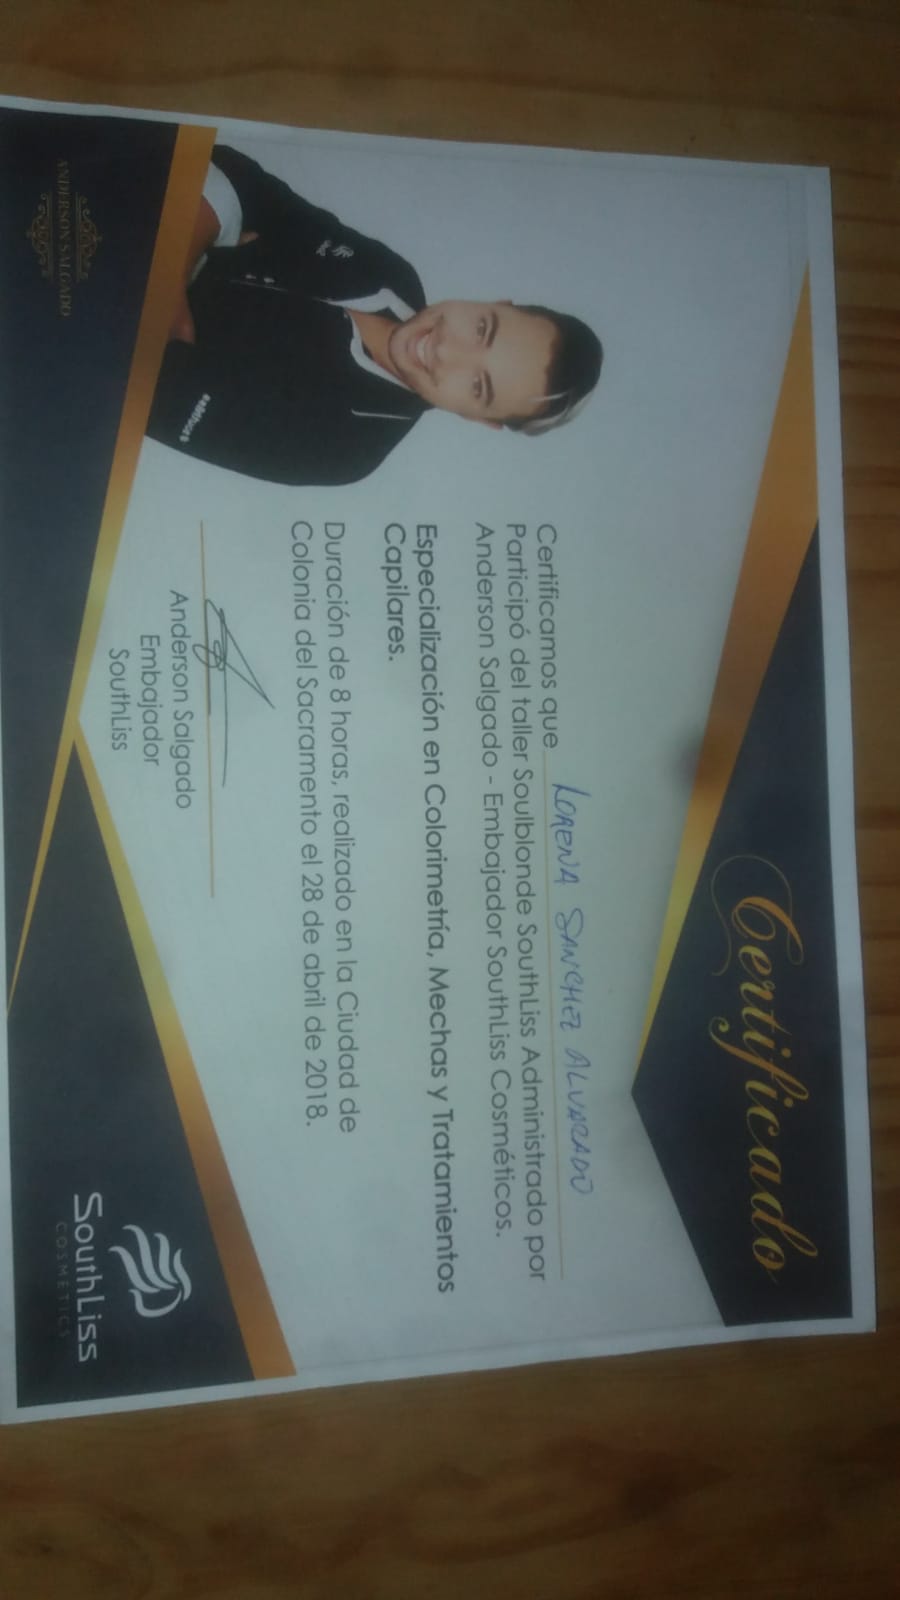 Certificado
Certificamos que LORENA SANCHEZ ALVARADO
Participó del taller Soulblonde SouthLiss Administrado por
Anderson Salgado - Embajador SouthLiss Cosméticos.
Especialización en Colorimetría, Mechas y Tratamientos
Capilares.
Duración de 8 horas, realizado en la Ciudad de
Colonia del Sacramento el 28 de abril de 2018.
Anderson Salgado
Embajador
SouthLiss
ANDERSON SALGADO
SouthLiss
COSMETICS